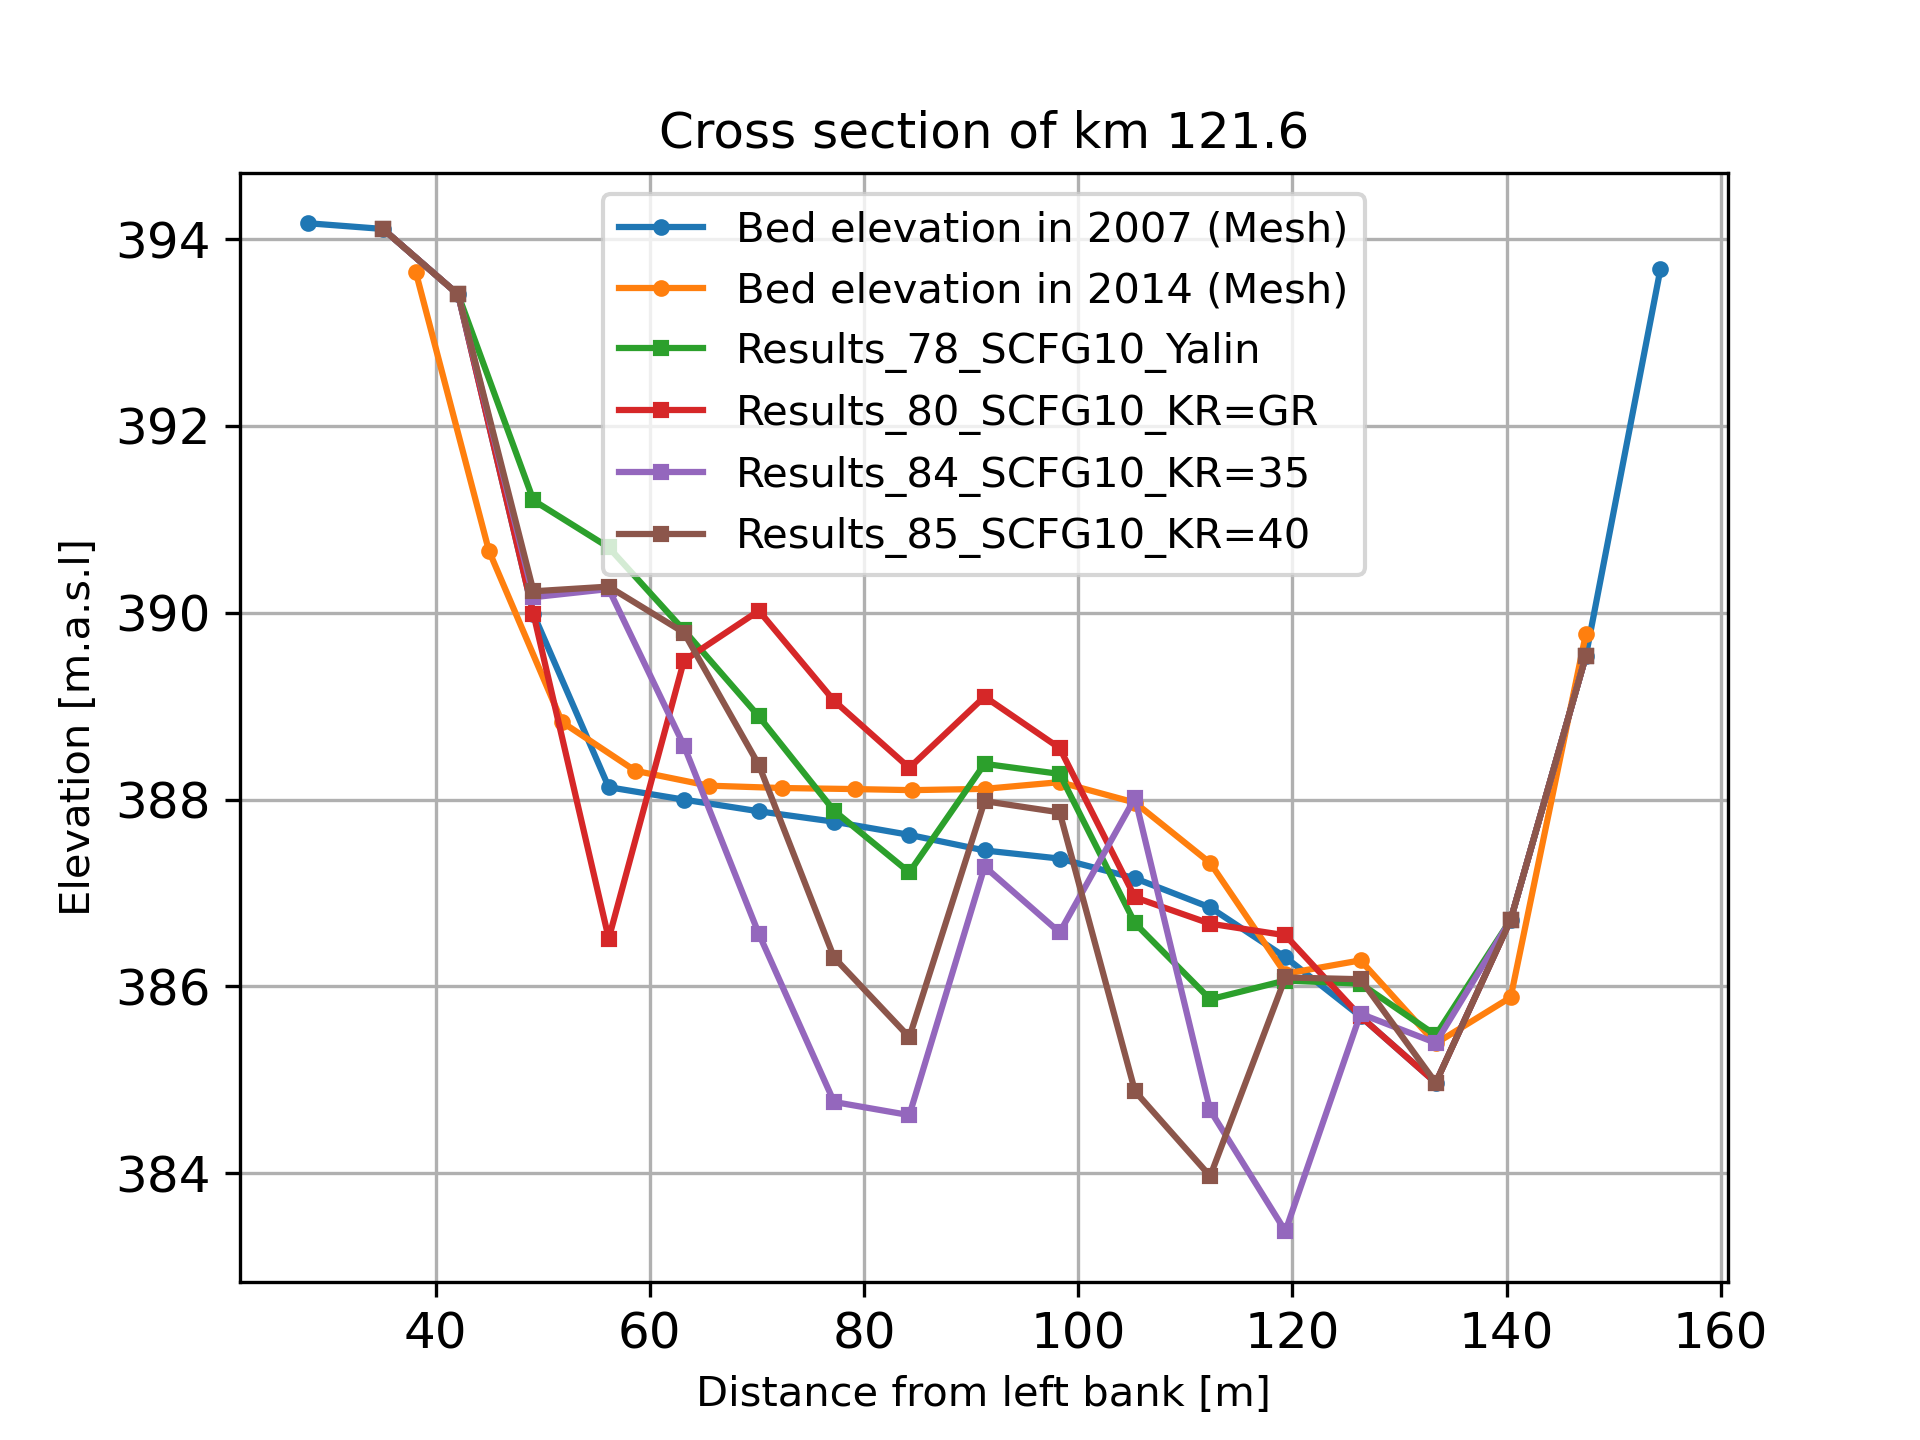 Cross section of km 121.6
Bed elevation in 2007 (Mesh)
Bed elevation in 2014 (Mesh)
Results_78_SCFG10_Yalin
Results_80_SCFG10_KR=GR
Results_84_SCFG10_KR=35
Results_85_SCFG10_KR=40
394
392
390
388
386
384
Elevation [m.a.s.l]
40 60 80 100 120 140 160
Distance from left bank [m]